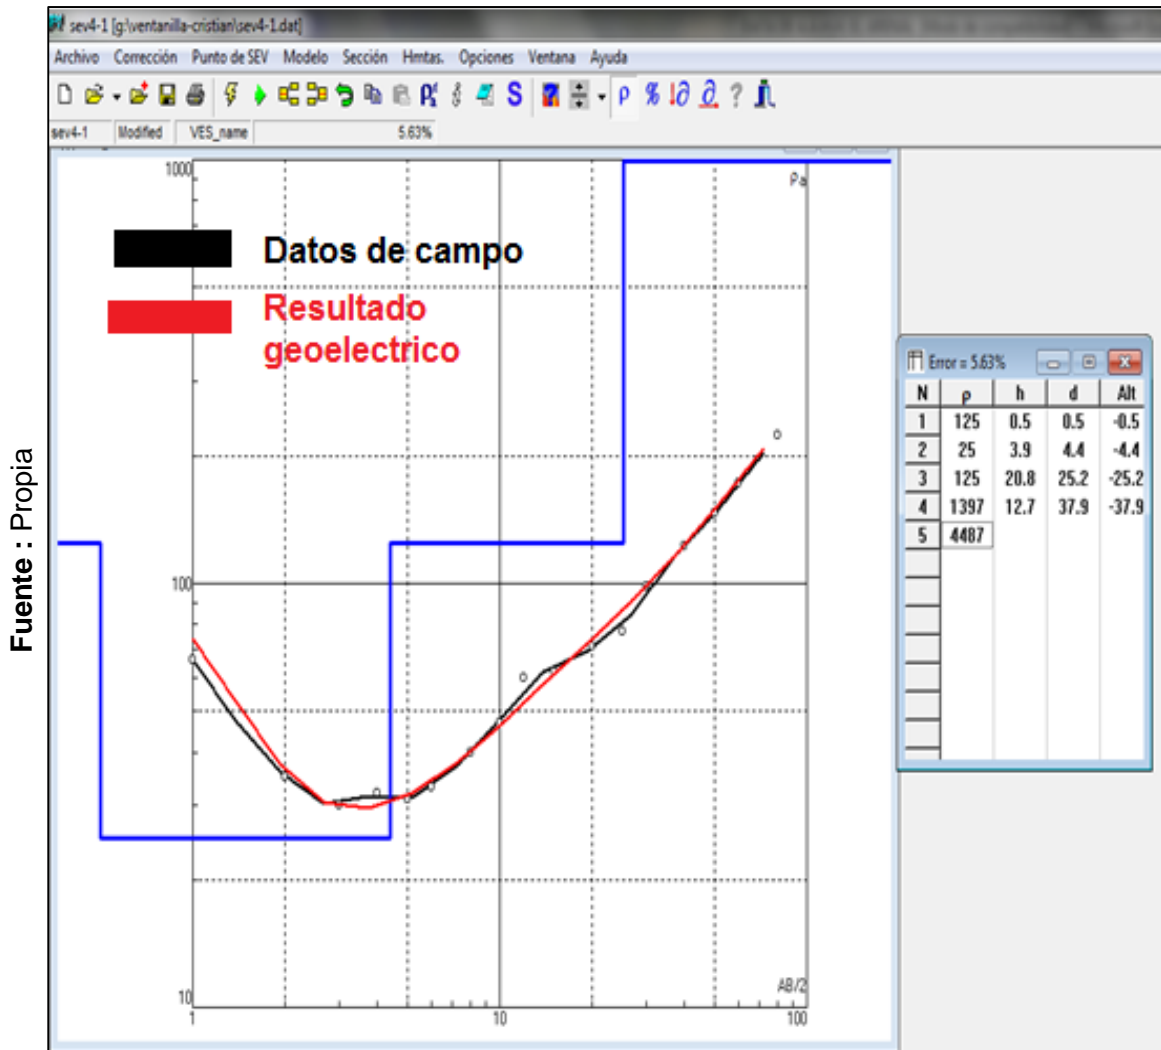 sev4-1 [g:\ventanilla-cristian\sev4-1.dat]
Archivo Corrección Punto de SEV Modelo Sección Hmtas. Opciones Ventana Ayuda
sev4-1 Modified VES_name 5.63%
1000
ρa
Datos de campo
Resultado
geoelectrico
100
10
AB/2
1 10 100
Error = 5.63%
N ρ h d Alt
1 125 0.5 0.5 -0.5
2 25 3.9 4.4 -4.4
3 125 20.8 25.2 -25.2
4 1397 12.7 37.9 -37.9
5 4487
Fuente : Propia